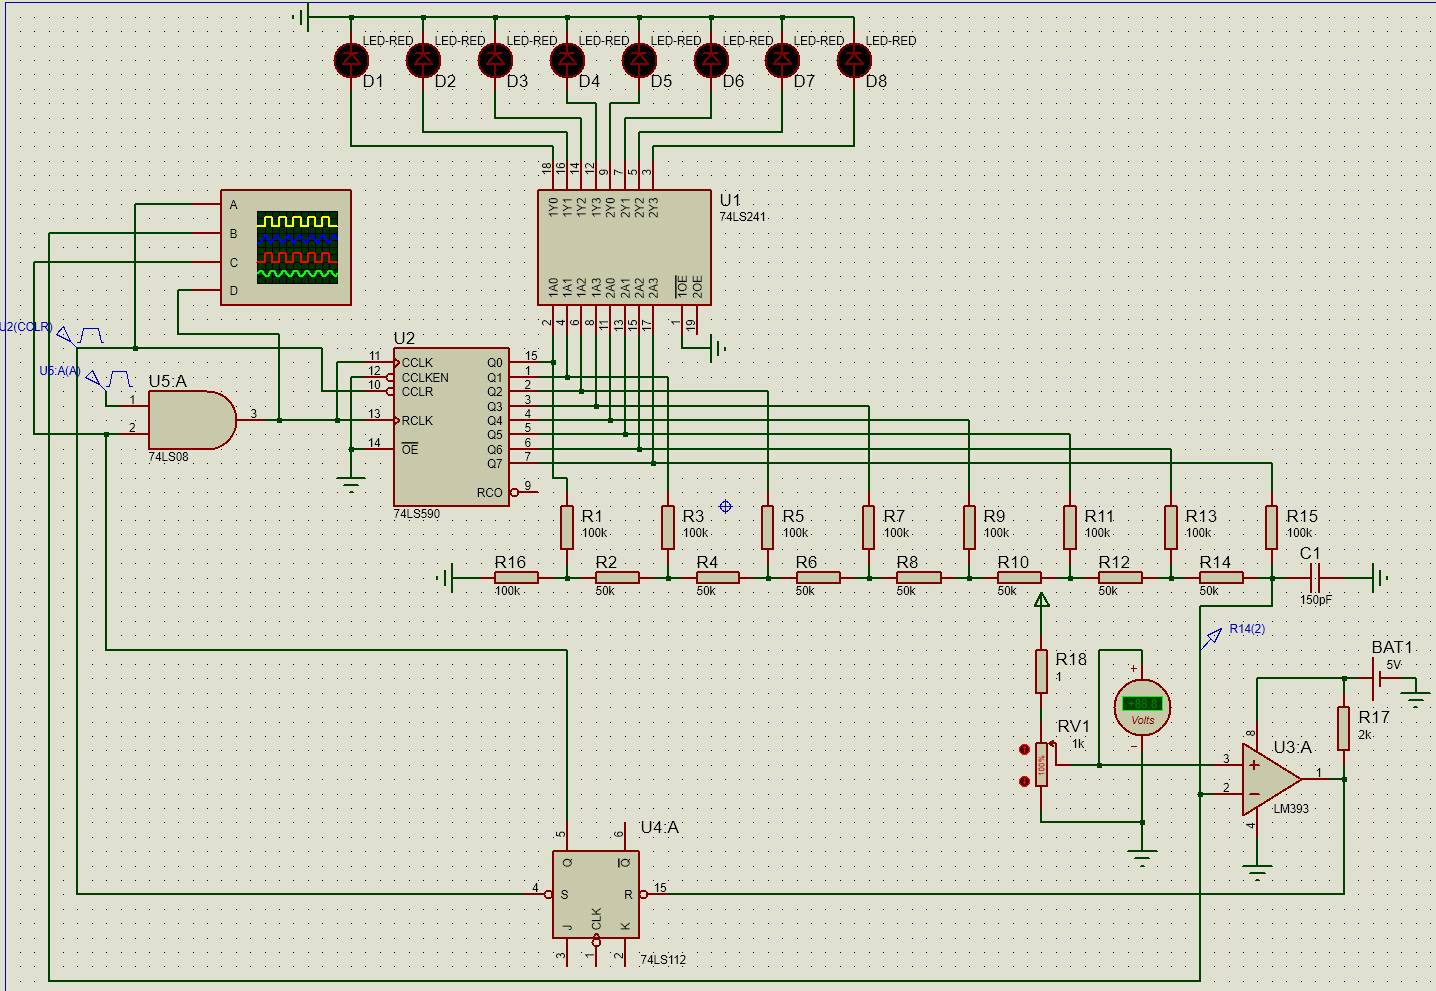 LED-RED LED-RED LED-RED LED-RED LED-RED LED-RED LED-RED LED-RED
D1 D2 D3 D4 D5 D6 D7 D8
18 16 14 12 9 7 5 3
1Y0 1Y1 1Y2 1Y3 2Y0 2Y1 2Y2 2Y3
U1
74LS241
1A0 1A1 1A2 1A3 2A0 2A1 2A2 2A3 1OE 2OE
2 4 6 8 11 13 15 17 1 19
A
B
C
D
U2(CCLR)
U5:A(A)
U5:A
1
2
3
74LS08
U2
11 CCLK Q0 15
12 CCLKEN Q1 1
10 CCLR Q2 2
Q3 3
13 RCLK Q4 4
Q5 5
14 OE Q6 6
Q7 7
RCO 9
74LS590
R1 R3 R5 R7 R9 R11 R13 R15
100k 100k 100k 100k 100k 100k 100k 100k
R16 R2 R4 R6 R8 R10 R12 R14 C1
100k 50k 50k 50k 50k 50k 50k 50k 150pF
R14(2)
R18
1
RV1
1k
100%
+
+88.8
Volts
−
BAT1
5V
R17
2k
U3:A
8
3 + 1
2 −
4
LM393
U4:A
5 6
Q Q
4 S R 15
J CLK K
3 1 2
74LS112